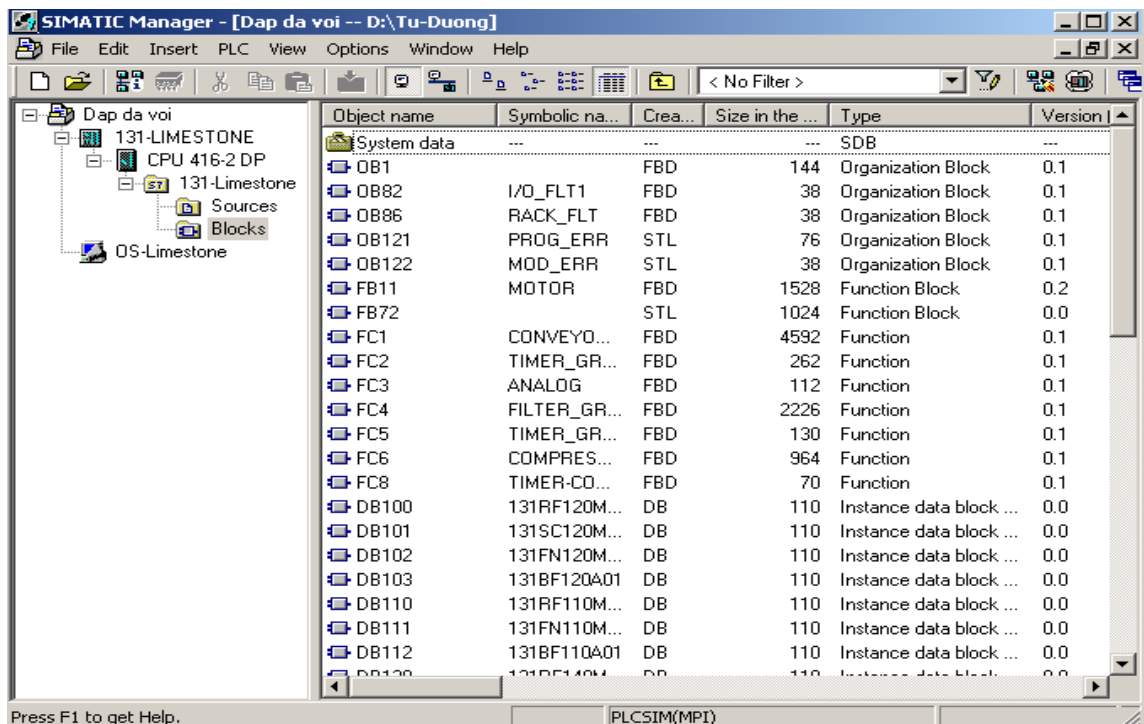 SIMATIC Manager - [Dap da voi -- D:\Tu-Duong]
File Edit Insert PLC View Options Window Help
< No Filter >
Dap da voi
131-LIMESTONE
CPU 416-2 DP
131-Limestone
Sources
Blocks
OS-Limestone
Object name Symbolic na... Crea... Size in the ... Type Version
System data --- --- --- SDB ---
OB1 FBD 144 Organization Block 0.1
OB82 I/O_FLT1 FBD 38 Organization Block 0.1
OB86 RACK_FLT FBD 38 Organization Block 0.1
OB121 PROG_ERR STL 76 Organization Block 0.1
OB122 MOD_ERR STL 38 Organization Block 0.1
FB11 MOTOR FBD 1528 Function Block 0.2
FB72 STL 1024 Function Block 0.0
FC1 CONVEYO... FBD 4592 Function 0.1
FC2 TIMER_GR... FBD 262 Function 0.1
FC3 ANALOG FBD 112 Function 0.1
FC4 FILTER_GR... FBD 2226 Function 0.1
FC5 TIMER_GR... FBD 130 Function 0.1
FC6 COMPRES... FBD 964 Function 0.1
FC8 TIMER-CO... FBD 70 Function 0.1
DB100 131RF120M... DB 110 Instance data block ... 0.0
DB101 131SC120M... DB 110 Instance data block ... 0.0
DB102 131FN120M... DB 110 Instance data block ... 0.0
DB103 131BF120A01 DB 110 Instance data block ... 0.0
DB110 131RF110M... DB 110 Instance data block ... 0.0
DB111 131FN110M... DB 110 Instance data block ... 0.0
DB112 131BF110A01 DB 110 Instance data block ... 0.0
Press F1 to get Help. PLCSIM(MPI)